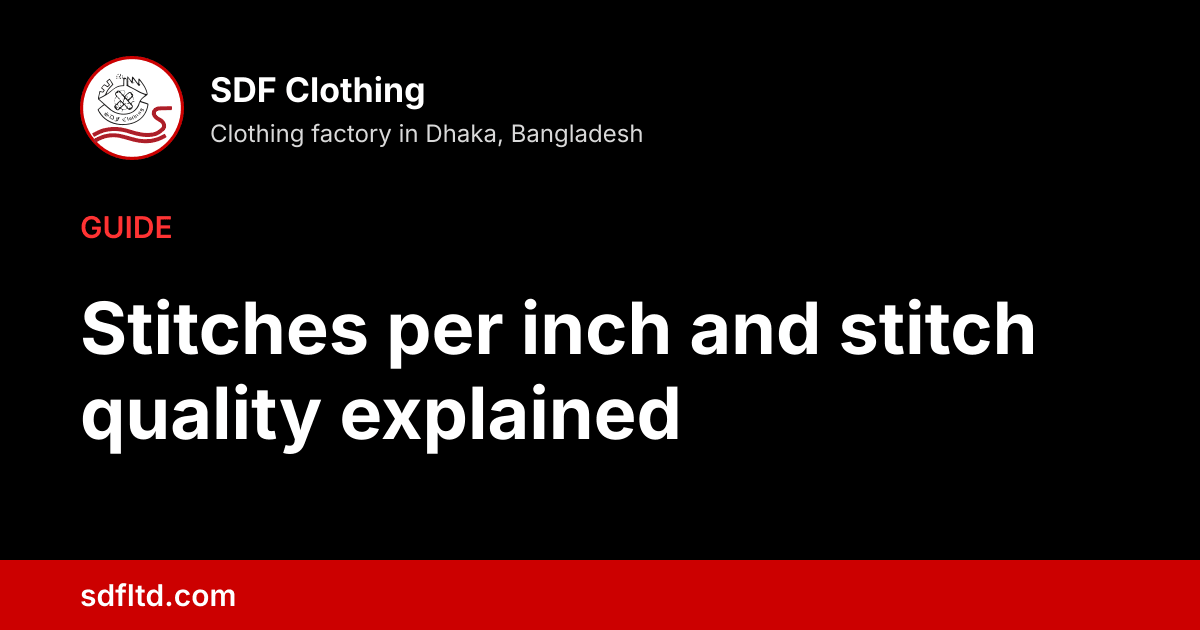 SDF Clothing
Clothing factory in Dhaka, Bangladesh
GUIDE
Stitches per inch and stitch
quality explained
sdfltd.com